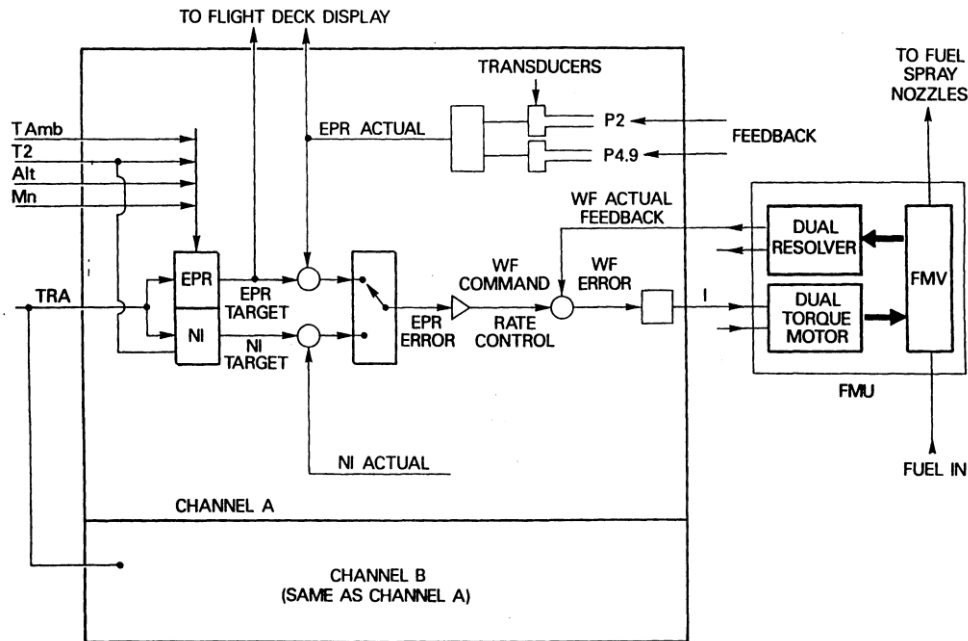 TO FLIGHT DECK DISPLAY
TRANSDUCERS
TO FUEL
SPRAY
NOZZLES
T Amb
T2
Alt
Mn
EPR ACTUAL
P2
P4.9
FEEDBACK
WF ACTUAL
FEEDBACK
DUAL
RESOLVER
FMV
TRA
EPR
EPR
TARGET
NI
NI
TARGET
EPR
ERROR
WF
COMMAND
RATE
CONTROL
WF
ERROR
I
DUAL
TORQUE
MOTOR
FMU
NI ACTUAL
FUEL IN
CHANNEL A
CHANNEL B
(SAME AS CHANNEL A)